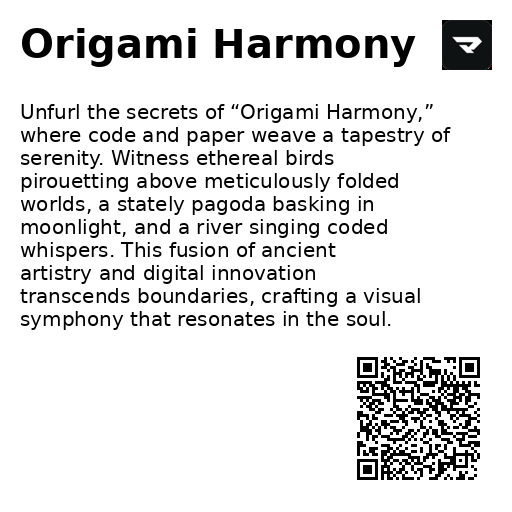 Origami Harmony
Unfurl the secrets of “Origami Harmony,”
where code and paper weave a tapestry of
serenity. Witness ethereal birds
pirouetting above meticulously folded
worlds, a stately pagoda basking in
moonlight, and a river singing coded
whispers. This fusion of ancient
artistry and digital innovation
transcends boundaries, crafting a visual
symphony that resonates in the soul.